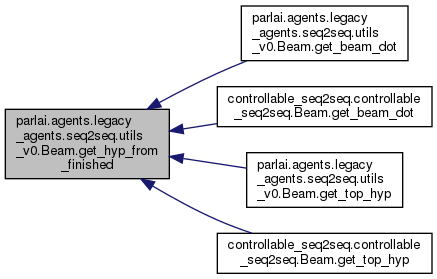 parlai.agents.legacy
_agents.seq2seq.utils
_v0.Beam.get_beam_dot
controllable_seq2seq.controllable
_seq2seq.Beam.get_beam_dot
parlai.agents.legacy
_agents.seq2seq.utils
_v0.Beam.get_hyp_from
_finished
parlai.agents.legacy
_agents.seq2seq.utils
_v0.Beam.get_top_hyp
controllable_seq2seq.controllable
_seq2seq.Beam.get_top_hyp